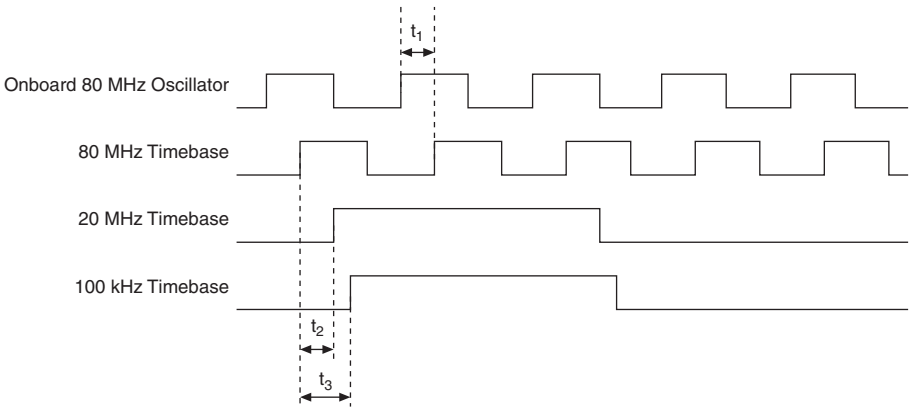 t₁
Onboard 80 MHz Oscillator
80 MHz Timebase
20 MHz Timebase
100 kHz Timebase
t₂
t₃